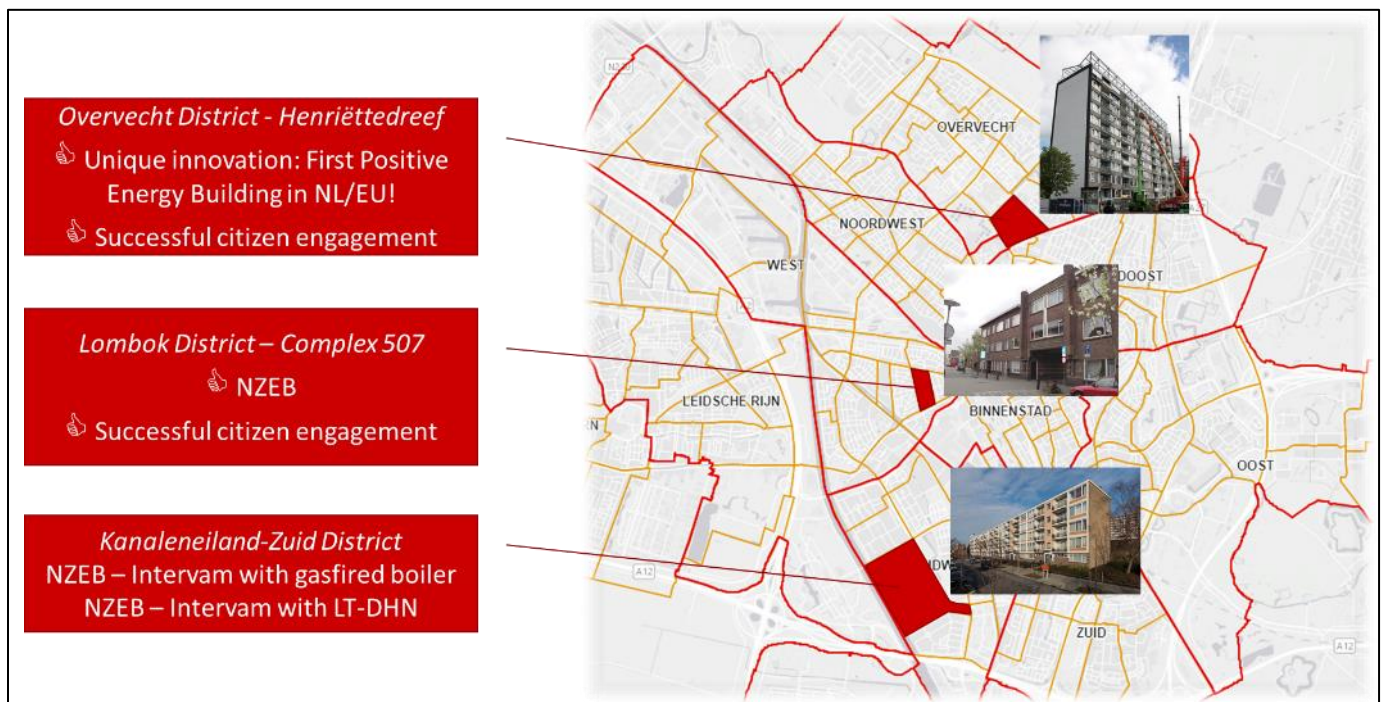 Overvecht District - Henriëttedreef
👍 Unique innovation: First Positive
Energy Building in NL/EU!
👍 Successful citizen engagement
Lombok District – Complex 507
👍 NZEB
👍 Successful citizen engagement
Kanaleneiland-Zuid District
NZEB – Intervam with gasfired boiler
NZEB – Intervam with LT-DHN
OVERVECHT
NOORDWEST
WEST
DOOST
LEIDSCHE RIJN
BINNENSTAD
RN
OOST
IDW
ZUID
A12
A12